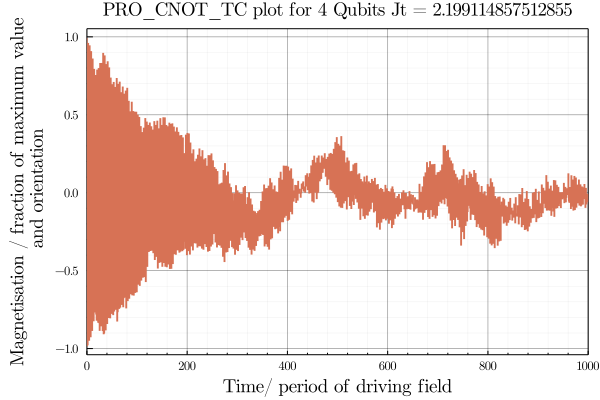 PRO_CNOT_TC plot for 4 Qubits Jt = 2.199114857512855
Magnetisation / fraction of maximum value
and orientation
1.0
0.5
0.0
−0.5
−1.0
0 200 400 600 800 1000
Time/ period of driving field